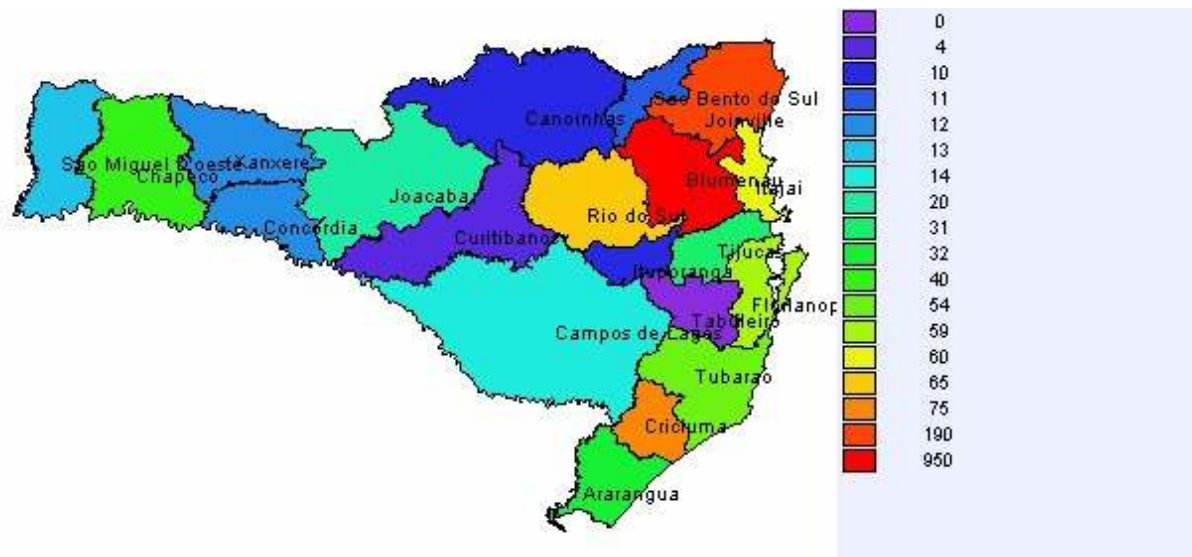 Sao Bento do Sul
Canoinhas
Joinville
Sao Miguel D'oeste
Xanxere
Chapeco
Blumenau
Itajai
Joacaba
Rio do Sul
Concordia
Curitibanos
Tijucas
Ituporanga
Florianop
Tabuleiro
Campos de Lages
Tubarao
Criciuma
Ararangua
0
4
10
11
12
13
14
20
31
32
40
54
59
60
65
75
190
950